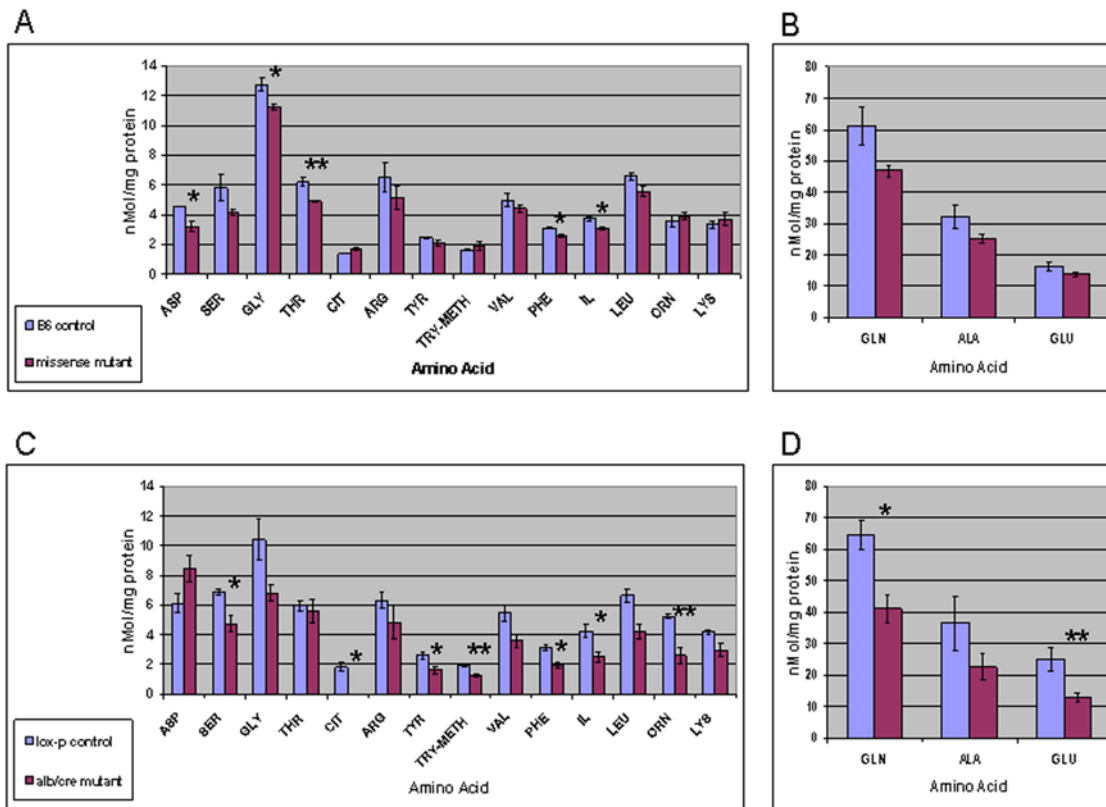 A
nMol/mg protein
14
12
10
8
6
4
2
0
*
*
**
*
*
ASP
SER
GLY
THR
CIT
ARG
TYR
TRY-METH
VAL
PHE
IL
LEU
ORN
LYS
B6 control
missense mutant
Amino Acid
B
nMol/mg protein
80
70
60
50
40
30
20
10
0
GLN
ALA
GLU
Amino Acid
C
nMol/mg protein
14
12
10
8
6
4
2
0
*
*
*
**
*
*
**
ASP
SER
GLY
THR
CIT
ARG
TYR
TRY-METH
VAL
PHE
IL
LEU
ORN
LYS
lox-p control
alb/cre mutant
Amino Acid
D
nMol/mg protein
80
70
60
50
40
30
20
10
0
*
**
GLN
ALA
GLU
Amino Acid